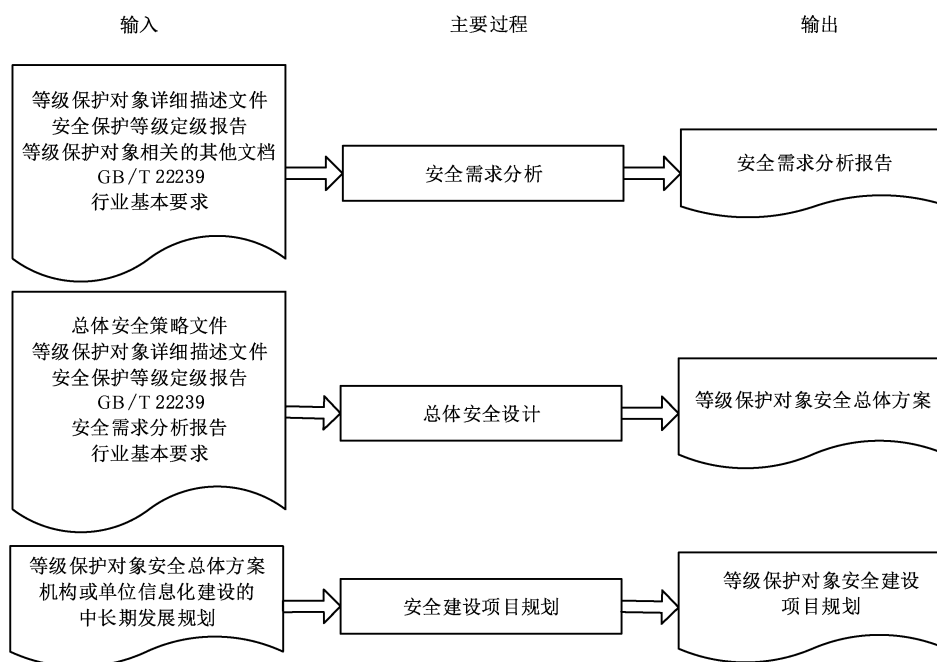 输入
主要过程
输出
等级保护对象详细描述文件
安全保护等级定级报告
等级保护对象相关的其他文档
GB/T 22239
行业基本要求
安全需求分析
安全需求分析报告
总体安全策略文件
等级保护对象详细描述文件
安全保护等级定级报告
GB/T 22239
安全需求分析报告
行业基本要求
总体安全设计
等级保护对象安全总体方案
等级保护对象安全总体方案
机构或单位信息化建设的
中长期发展规划
安全建设项目规划
等级保护对象安全建设
项目规划